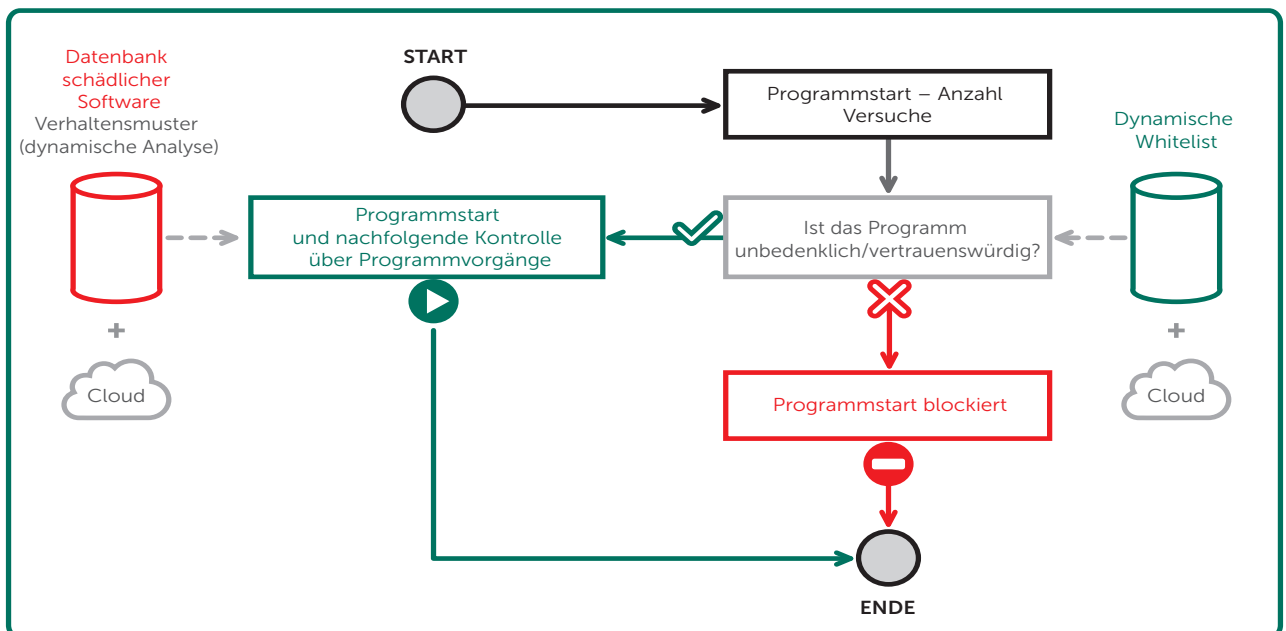 Datenbank
schädlicher
Software
Verhaltensmuster
(dynamische Analyse)
+
Cloud
START
Programmstart – Anzahl
Versuche
Programmstart
und nachfolgende Kontrolle
über Programmvorgänge
Ist das Programm
unbedenklich/vertrauenswürdig?
Programmstart blockiert
ENDE
Dynamische
Whitelist
+
Cloud